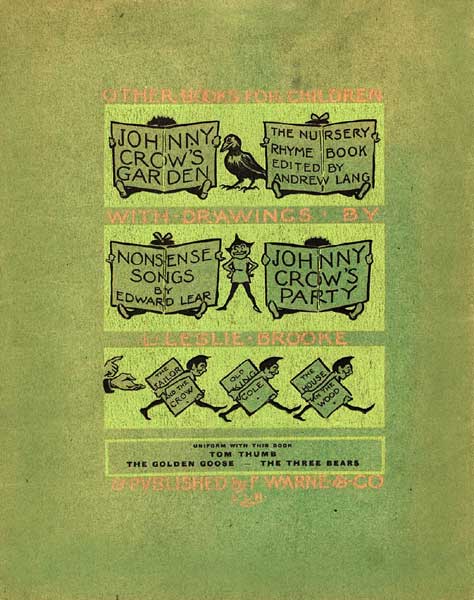 OTHER BOOKS FOR CHILDREN
JOHNNY
CROW'S
GARDEN
THE NURSERY
RHYME BOOK
EDITED BY
ANDREW LANG
WITH·DRAWINGS·BY
NONSENSE
SONGS
BY
EDWARD LEAR
JOHNNY
CROW'S
PARTY
L·LESLIE·BROOKE
THE
TAILOR
AND THE
CROW
OLD
KING
COLE
THE
HOUSE
IN THE
WOOD
UNIFORM WITH THIS BOOK
TOM THUMB
THE GOLDEN GOOSE — THE THREE BEARS
& PUBLISHED by F WARNE & CO